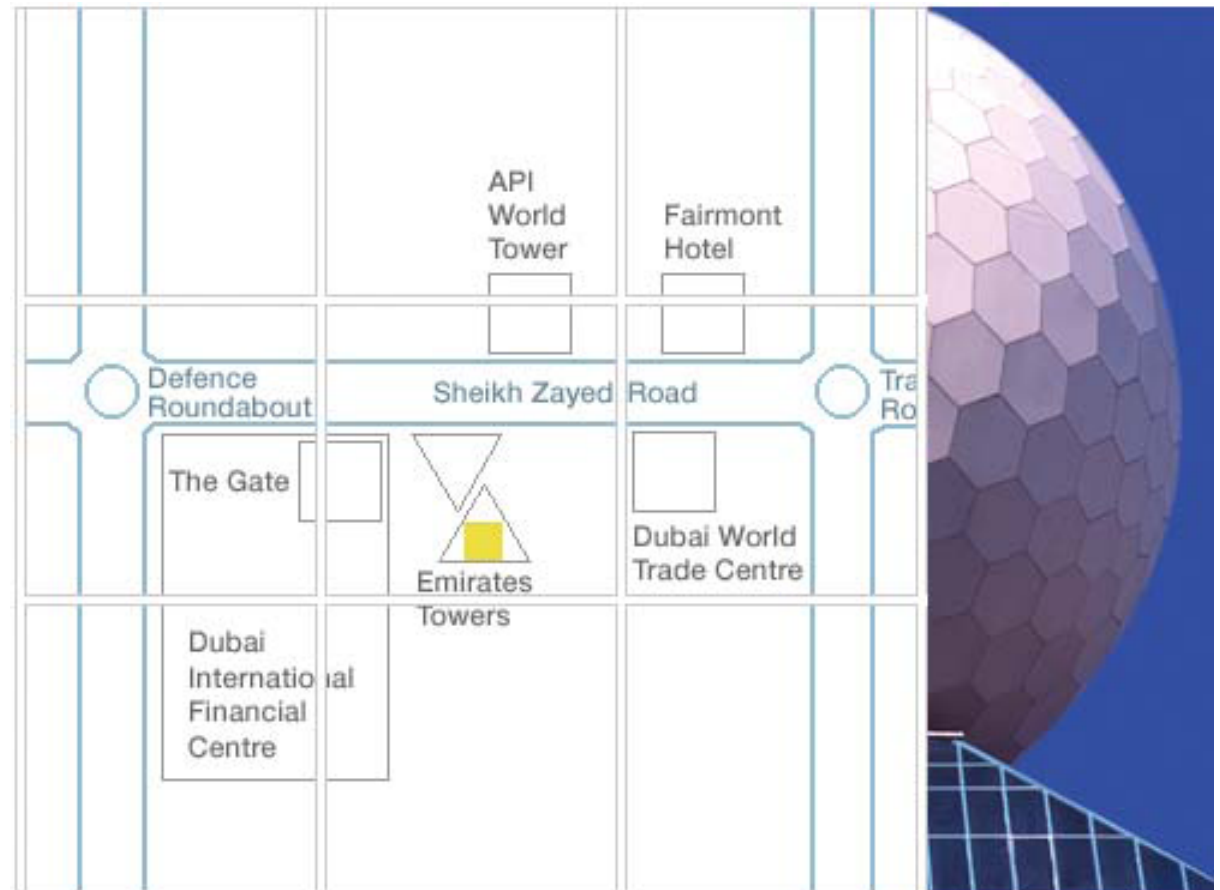 API
World
Tower
Fairmont
Hotel
Defence
Roundabout
Sheikh Zayed Road
The Gate
Dubai World
Trade Centre
Emirates
Towers
Dubai
International
Financial
Centre